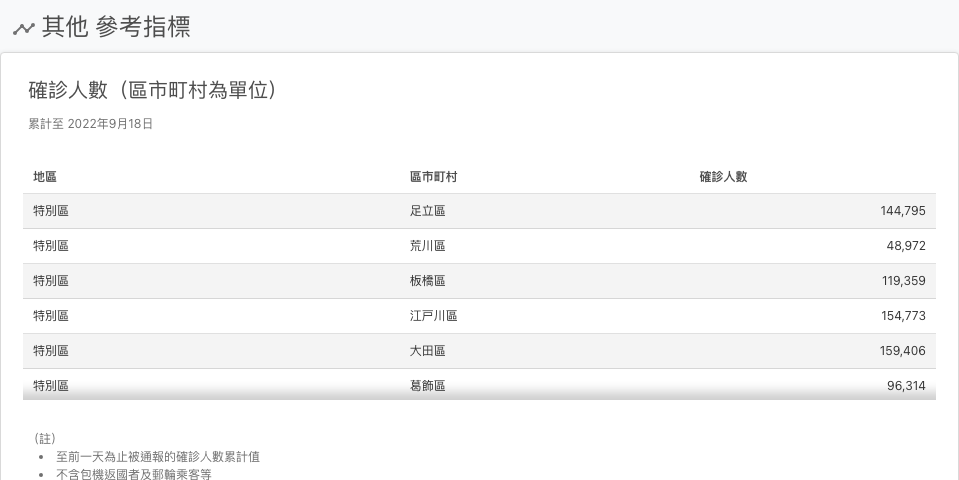 其他 參考指標
確診人數（區市町村為單位）
累計至 2022年9月18日
地區 區市町村 確診人數
特別區 足立區 144,795
特別區 荒川區 48,972
特別區 板橋區 119,359
特別區 江戸川區 154,773
特別區 大田區 159,406
特別區 葛飾區 96,314
（註）
• 至前一天為止被通報的確診人數累計值
• 不含包機返國者及郵輪乘客等